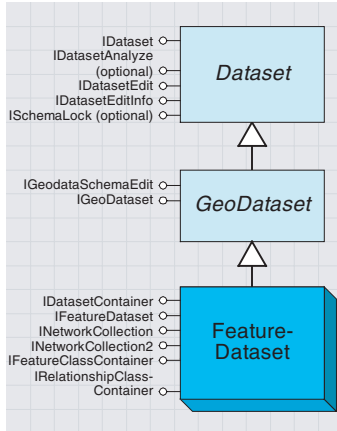 IDataset
IDatasetAnalyze
(optional)
IDatasetEdit
IDatasetEditInfo
ISchemaLock (optional)
Dataset
IGeodataSchemaEdit
IGeoDataset
GeoDataset
IDatasetContainer
IFeatureDataset
INetworkCollection
INetworkCollection2
IFeatureClassContainer
IRelationshipClass-
Container
Feature-
Dataset